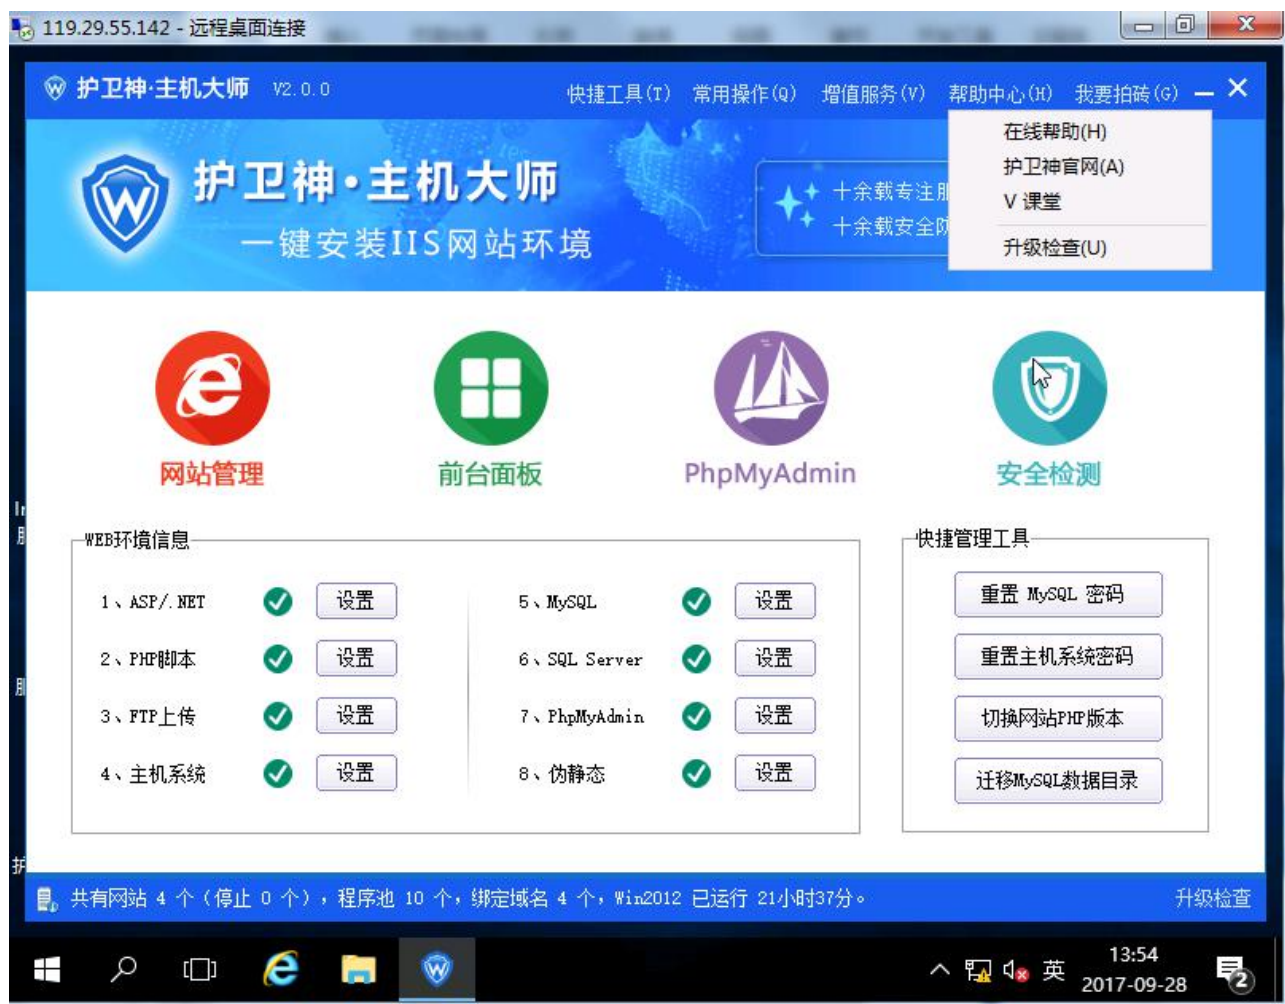 119.29.55.142 - 远程桌面连接
护卫神·主机大师 V2.0.0
快捷工具(T) 常用操作(Q) 增值服务(V) 帮助中心(H) 我要拍砖(G)
在线帮助(H)
护卫神官网(A)
V 课堂
升级检查(U)
护卫神·主机大师
一键安装IIS网站环境
十余载专注
十余载安全
网站管理
前台面板
PhpMyAdmin
安全检测
WEB环境信息
1、ASP/.NET 设置
2、PHP脚本 设置
3、FTP上传 设置
4、主机系统 设置
5、MySQL 设置
6、SQL Server 设置
7、PhpMyAdmin 设置
8、伪静态 设置
快捷管理工具
重置 MySQL 密码
重置主机系统密码
切换网站PHP版本
迁移MySQL数据目录
共有网站 4 个（停止 0 个），程序池 10 个，绑定域名 4 个，Win2012 已运行 21小时37分。
升级检查
英
13:54
2017-09-28
2